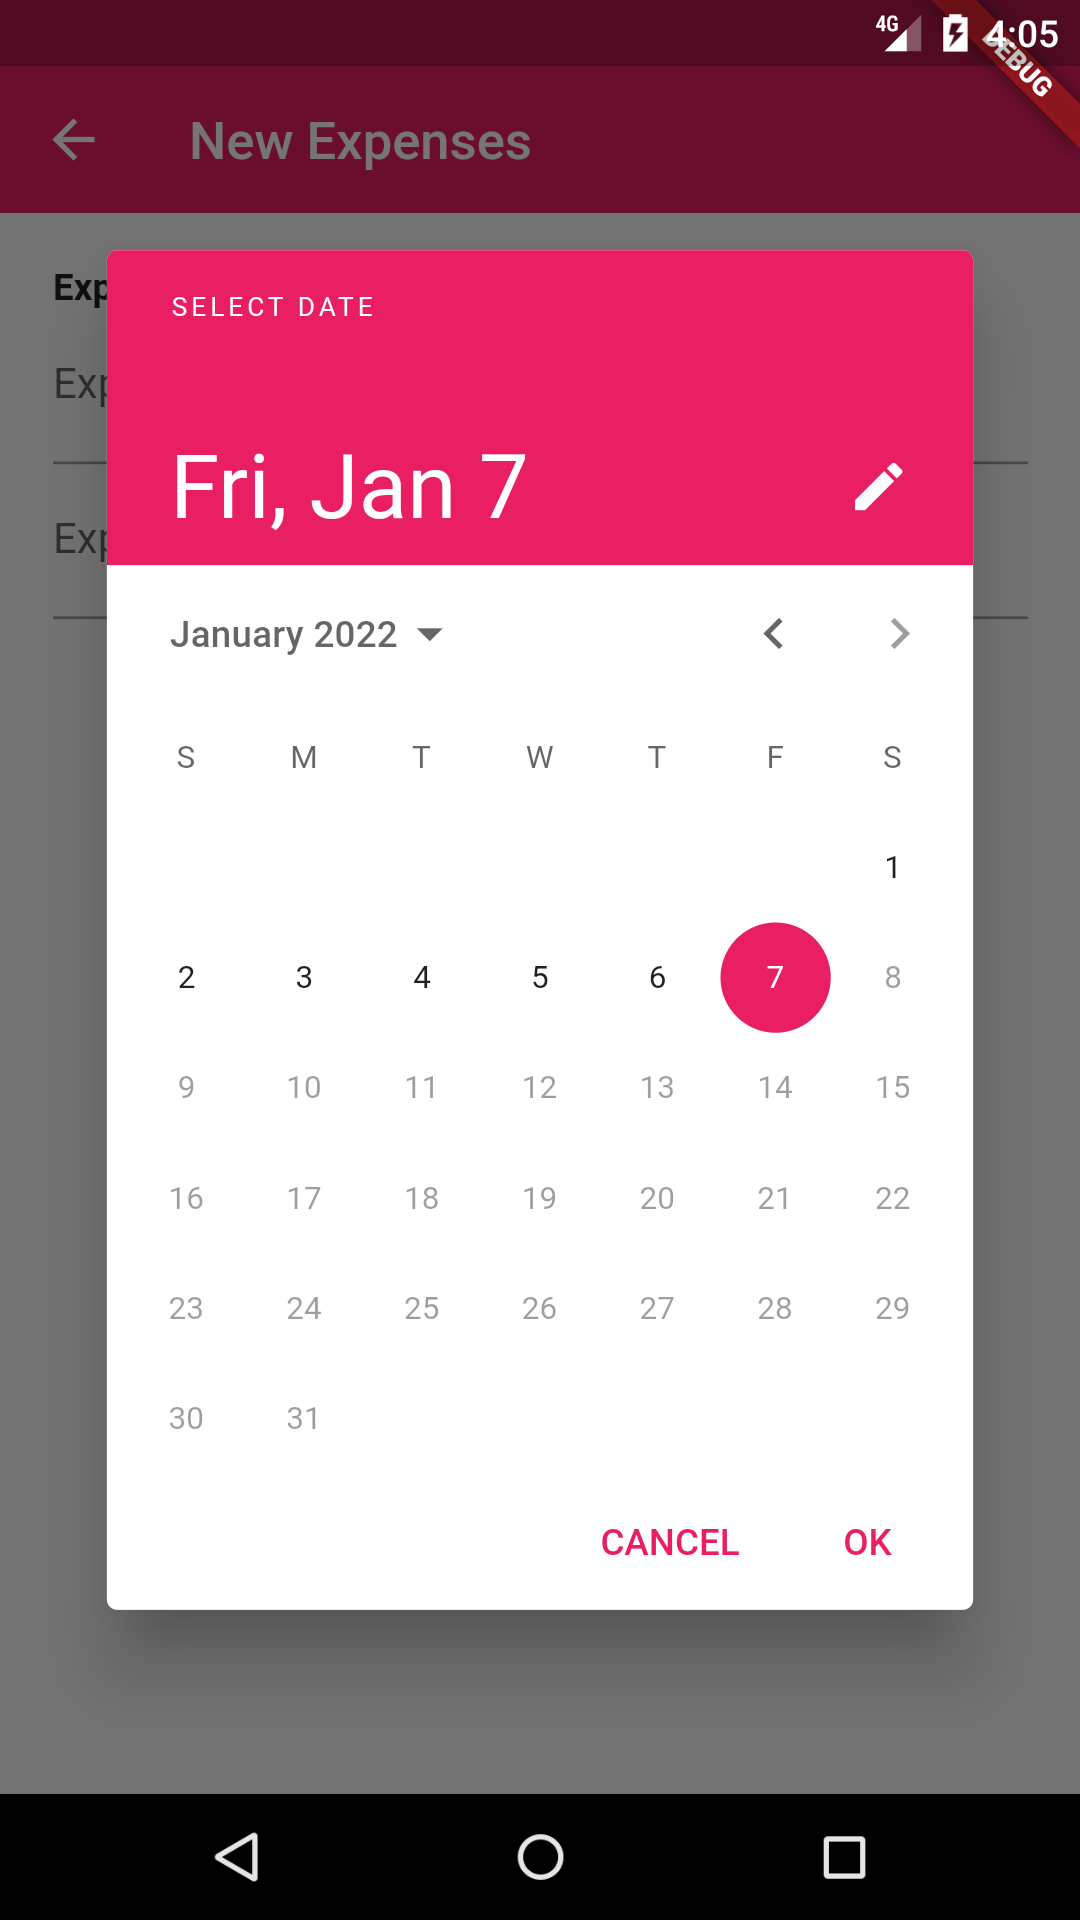 4G 4:05
DEBUG
New Expenses
Exp
SELECT DATE
Exp
Fri, Jan 7
Exp
January 2022
S M T W T F S
1
2 3 4 5 6 7 8
9 10 11 12 13 14 15
16 17 18 19 20 21 22
23 24 25 26 27 28 29
30 31
CANCEL OK